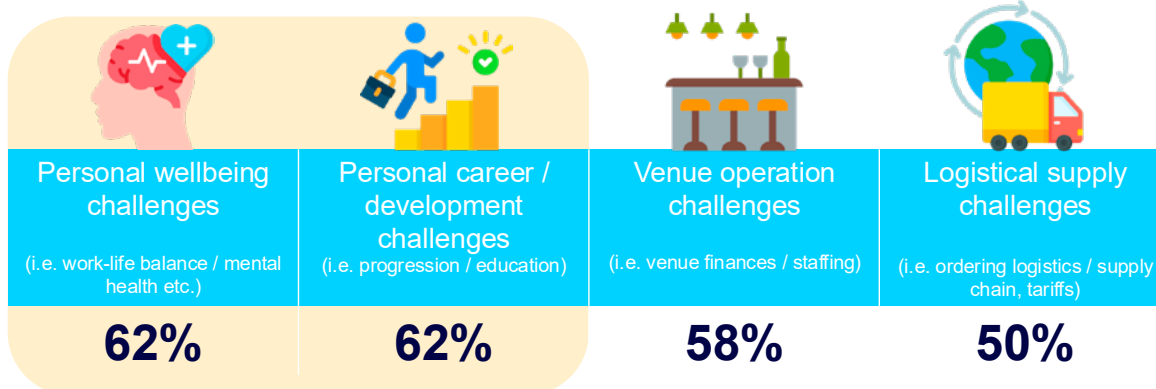 Personal wellbeing
challenges
(i.e. work-life balance / mental
health etc.)
62%
Personal career /
development
challenges
(i.e. progression / education)
62%
Venue operation
challenges
(i.e. venue finances / staffing)
58%
Logistical supply
challenges
(i.e. ordering logistics / supply
chain, tariffs)
50%